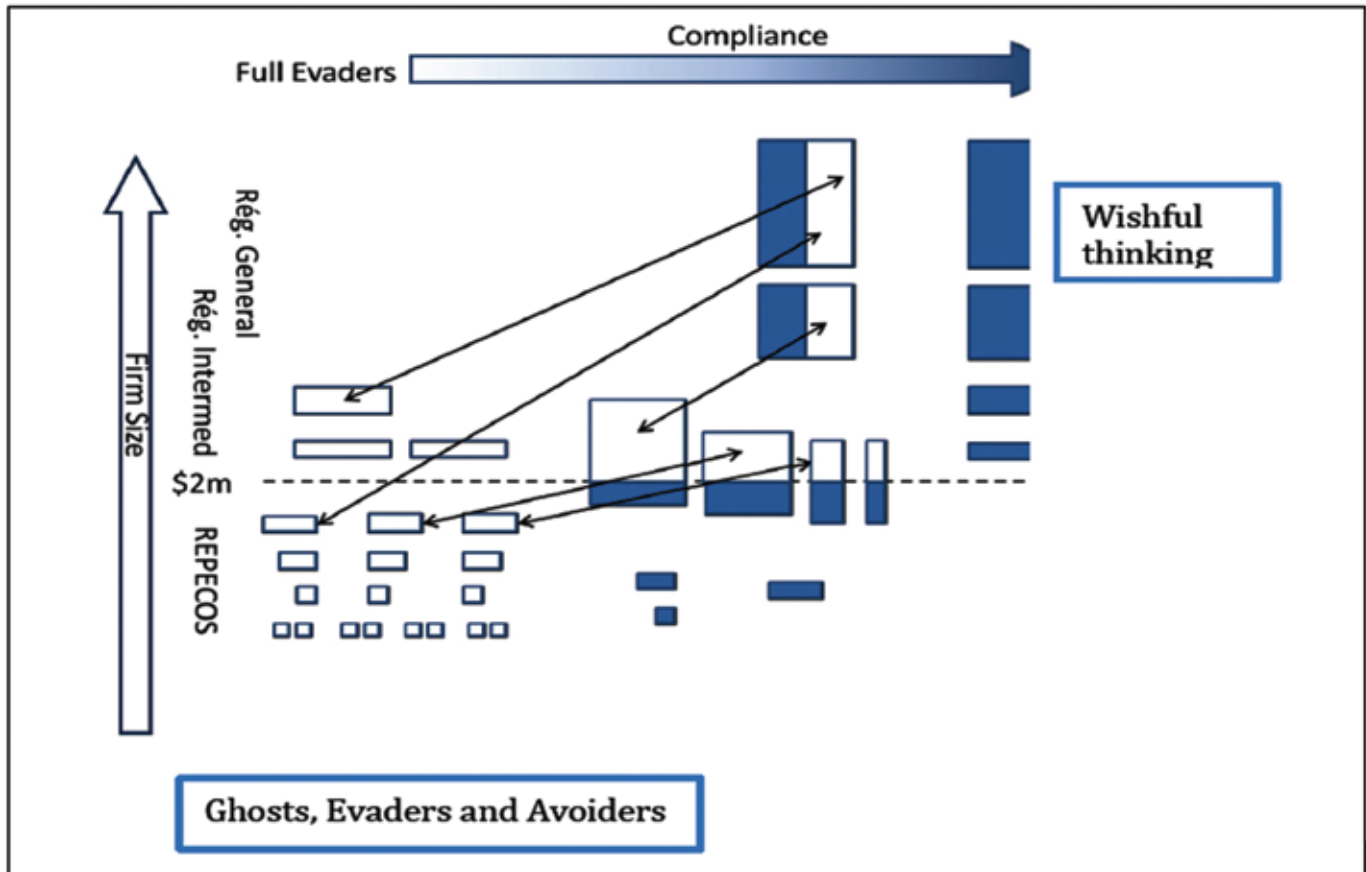 Compliance
Full Evaders
Rég. General
Wishful
thinking
Rég. Intermed
Firm Size
$2m
REPECOS
Ghosts, Evaders and Avoiders